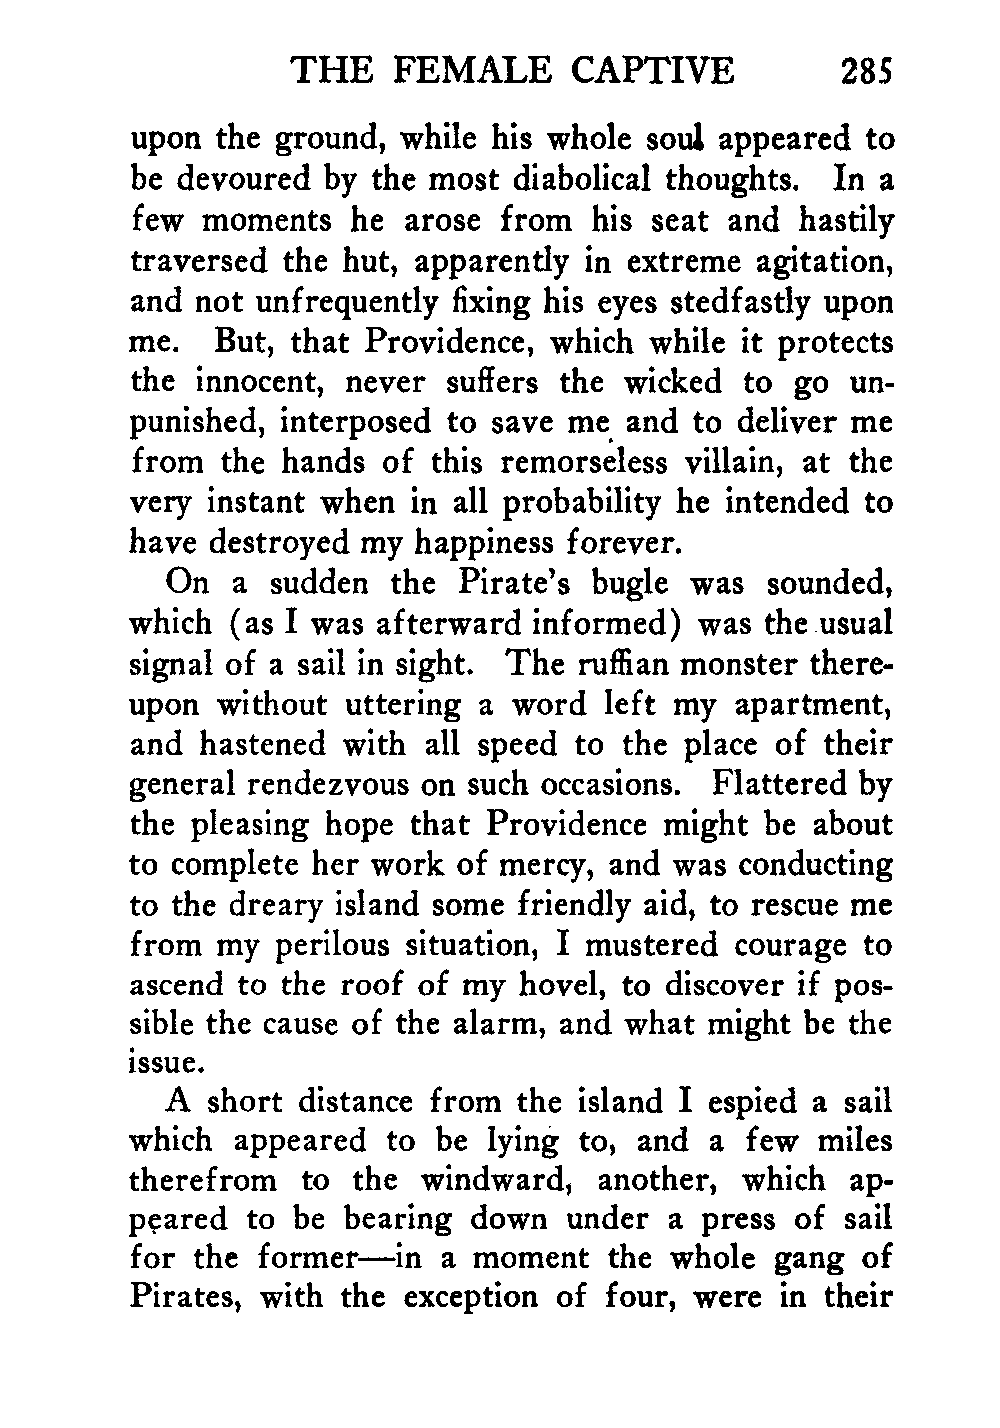 THE FEMALE CAPTIVE 285
upon the ground, while his whole soul appeared to
be devoured by the most diabolical thoughts. In a
few moments he arose from his seat and hastily
traversed the hut, apparently in extreme agitation,
and not unfrequently fixing his eyes stedfastly upon
me. But, that Providence, which while it protects
the innocent, never suffers the wicked to go un-
punished, interposed to save me and to deliver me
from the hands of this remorseless villain, at the
very instant when in all probability he intended to
have destroyed my happiness forever.
On a sudden the Pirate's bugle was sounded,
which (as I was afterward informed) was the usual
signal of a sail in sight. The ruffian monster there-
upon without uttering a word left my apartment,
and hastened with all speed to the place of their
general rendezvous on such occasions. Flattered by
the pleasing hope that Providence might be about
to complete her work of mercy, and was conducting
to the dreary island some friendly aid, to rescue me
from my perilous situation, I mustered courage to
ascend to the roof of my hovel, to discover if pos-
sible the cause of the alarm, and what might be the
issue.
A short distance from the island I espied a sail
which appeared to be lying to, and a few miles
therefrom to the windward, another, which ap-
peared to be bearing down under a press of sail
for the former—in a moment the whole gang of
Pirates, with the exception of four, were in their